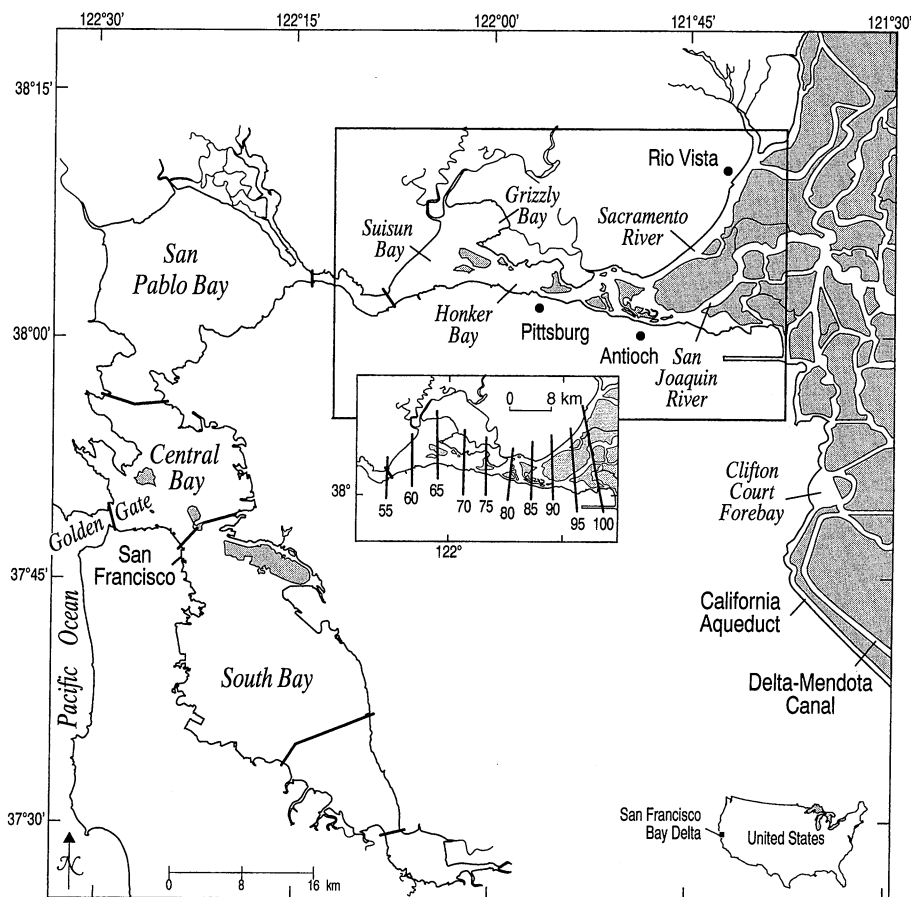 122°30'
122°15'
122°00'
121°45'
121°30'
38°15'
Rio Vista
Grizzly
Bay
Suisun
Bay
Sacramento
River
San
Pablo Bay
Honker
Bay
38°00'
Pittsburg
Antioch
San
Joaquin
River
0 8 km
38°
55
60
65
70
75
80
85
90
95
100
122°
Central
Bay
Clifton
Court
Forebay
Golden Gate
San
Francisco
37°45'
California
Aqueduct
Pacific Ocean
South Bay
Delta-Mendota
Canal
37°30'
San Francisco
Bay Delta
United States
N
0 8 16 km